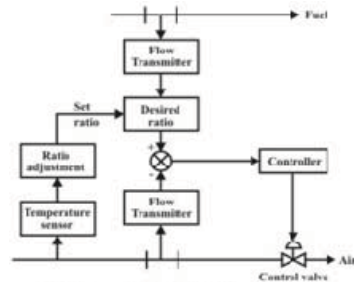 Fuel
Flow
Transmitter
Set
ratio
Desired
ratio
+
-
Ratio
adjustment
Controller
Temperature
sensor
Flow
Transmitter
Air
Control valve